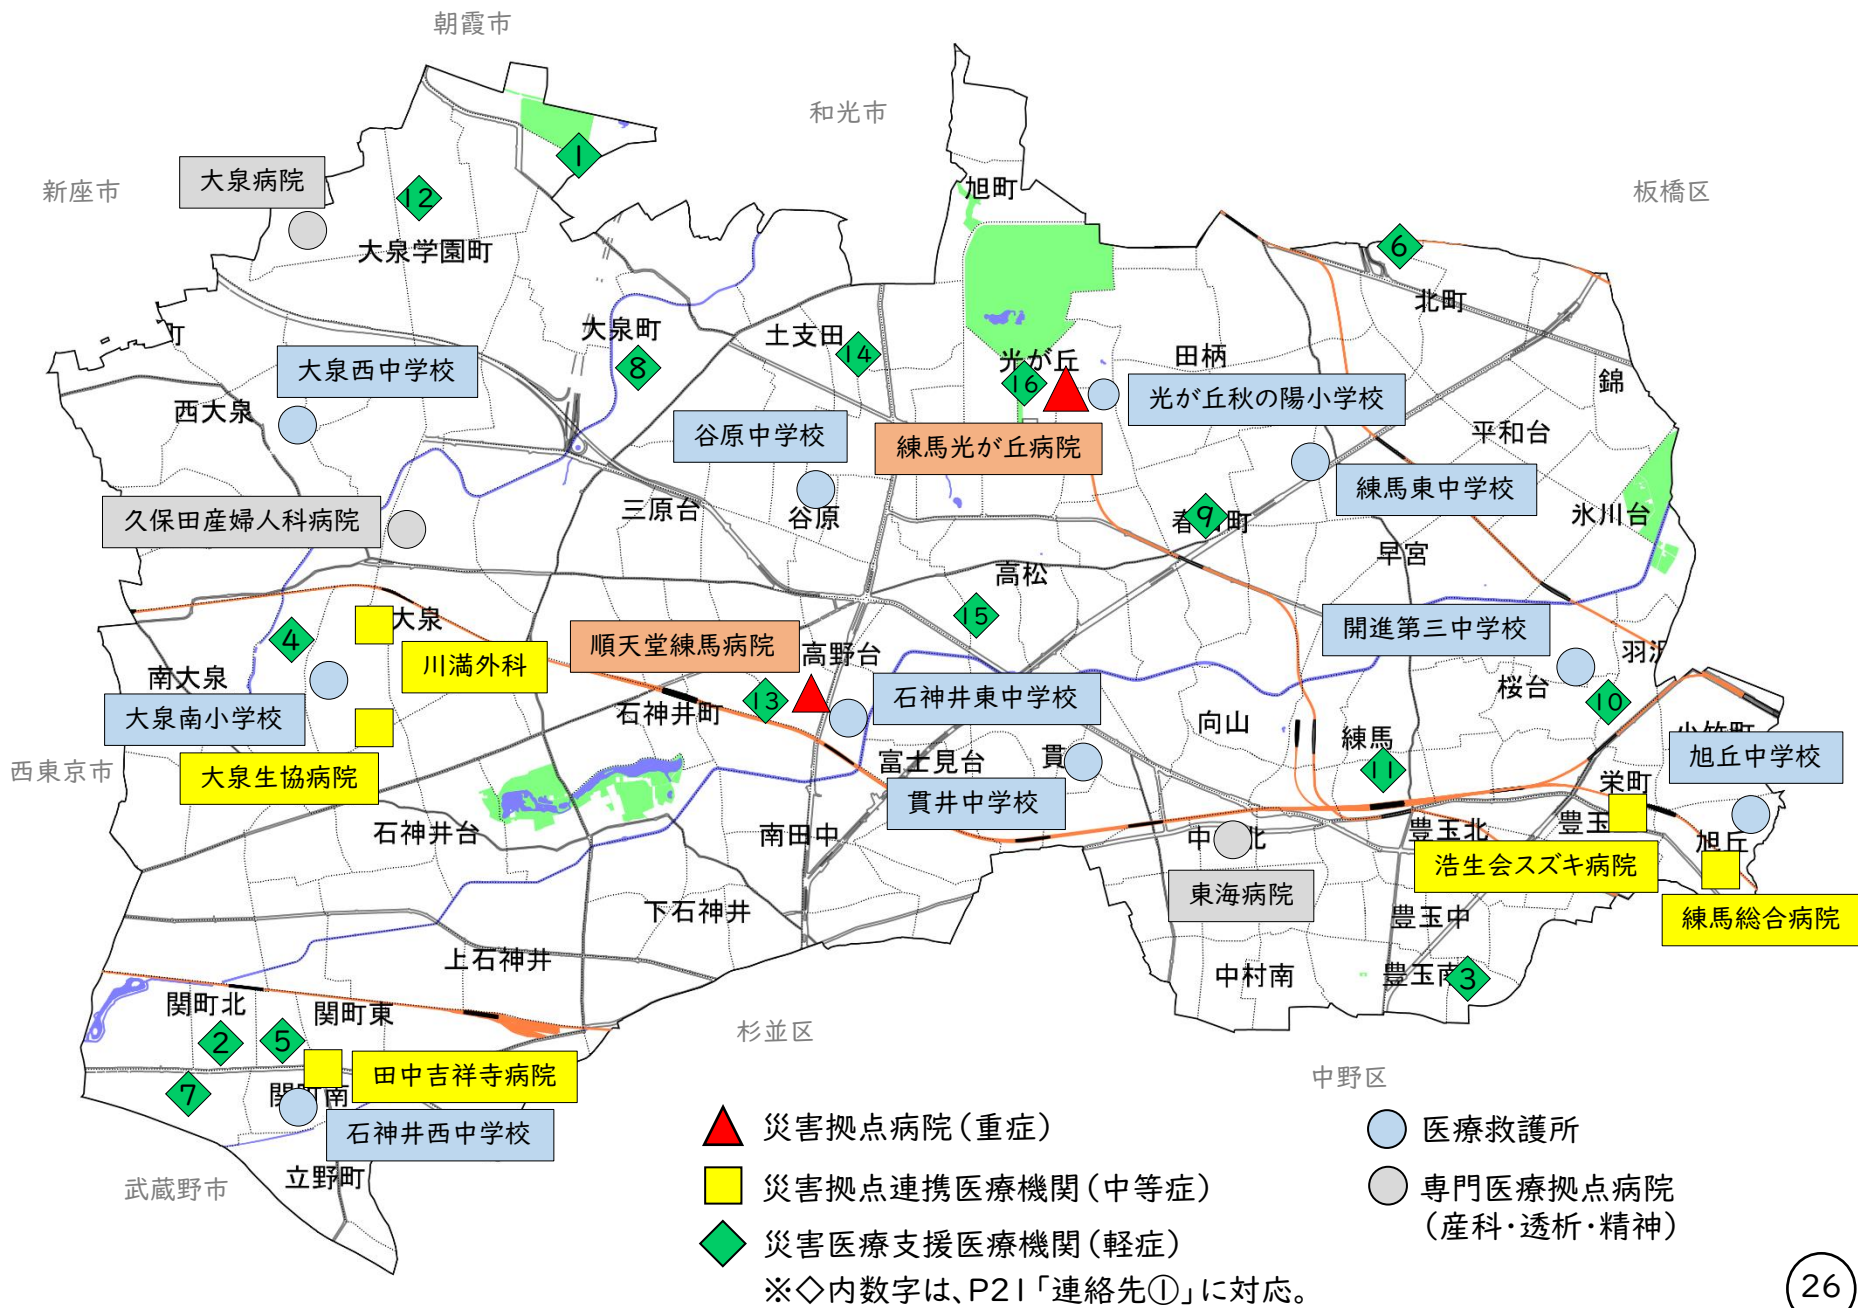 朝霞市
和光市
新座市
板橋区
大泉病院
1
12
旭町
大泉学園町
6
北町
大泉町
町
土支田
14
8
光が丘
16
田柄
錦
大泉西中学校
西大泉
光が丘秋の陽小学校
谷原中学校
練馬光が丘病院
平和台
練馬東中学校
久保田産婦人科病院
三原台
谷原
9
町
氷川台
早宮
高松
15
大泉
4
開進第三中学校
順天堂練馬病院
高野台
川満外科
南大泉
大泉南小学校
13
石神井町
石神井東中学校
桜台
10
向山
練馬
11
富士見台
貫
旭丘中学校
西東京市
大泉生協病院
貫井中学校
栄町
石神井台
南田中
中
北
豊玉北
豊玉
旭丘
浩生会スズキ病院
東海病院
下石神井
豊玉中
練馬総合病院
上石神井
中村南
豊玉南
3
関町北
関町東
杉並区
2
5
田中吉祥寺病院
中野区
7
関町南
石神井西中学校
立野町
武蔵野市
災害拠点病院(重症)
災害拠点連携医療機関(中等症)
災害医療支援医療機関(軽症)
※◇内数字は、P21「連絡先①」に対応。
医療救護所
専門医療拠点病院
(産科・透析・精神)
26